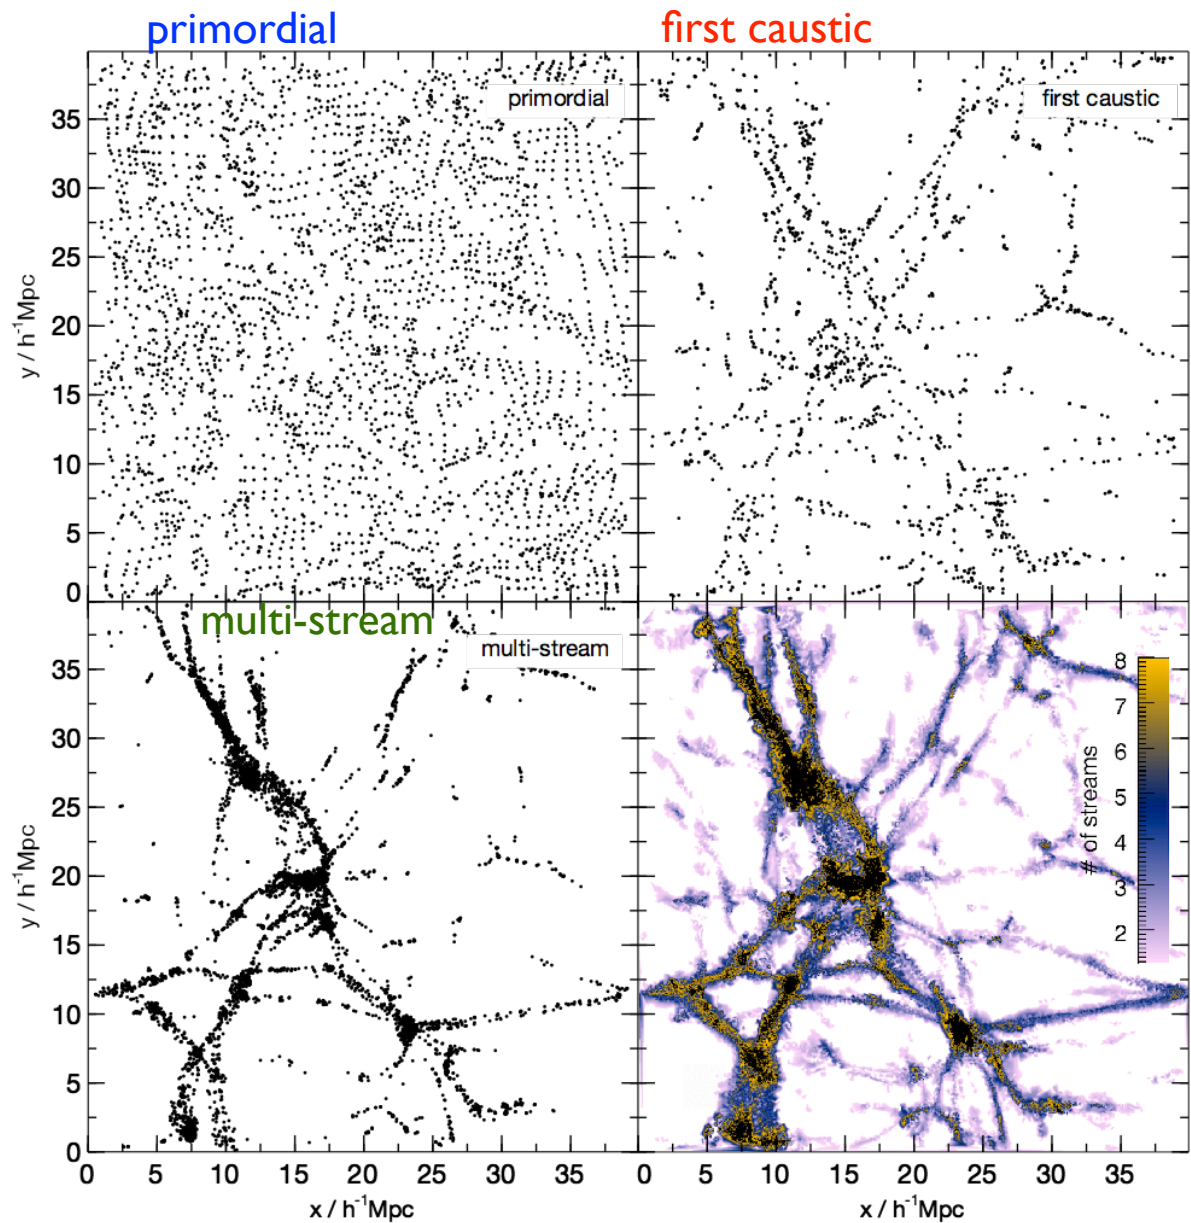 primordial
first caustic
primordial
first caustic
35
30
25
20
15
10
5
0
y / h⁻¹Mpc
multi-stream
multi-stream
35
30
25
20
15
10
5
0
y / h⁻¹Mpc
8
7
6
5
4
3
2
# of streams
0 5 10 15 20 25 30 35
0 5 10 15 20 25 30 35
x / h⁻¹Mpc
x / h⁻¹Mpc